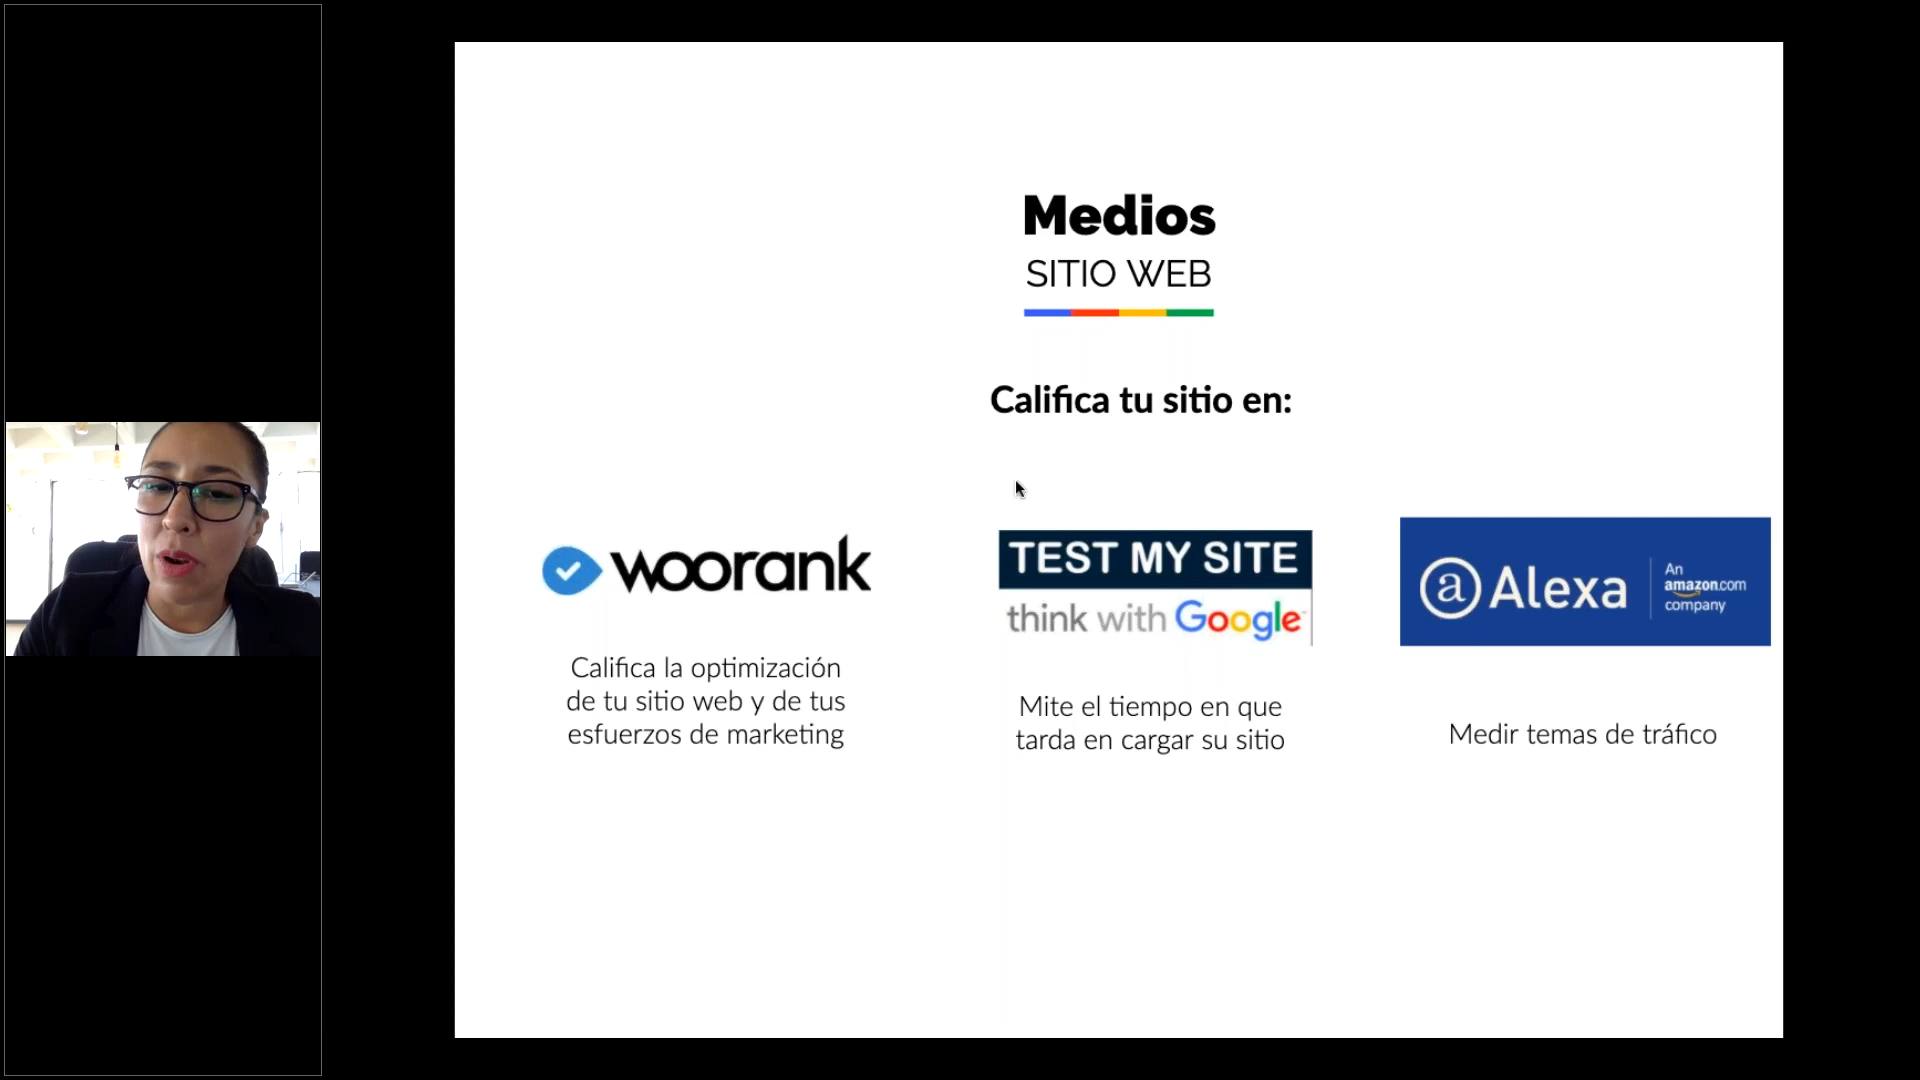 Medios
SITIO WEB
Califica tu sitio en:
woorank
Califica la optimización
de tu sitio web y de tus
esfuerzos de marketing
TEST MY SITE
think with Google
Mite el tiempo en que
tarda en cargar su sitio
a Alexa
An
amazon.com
company
Medir temas de tráfico